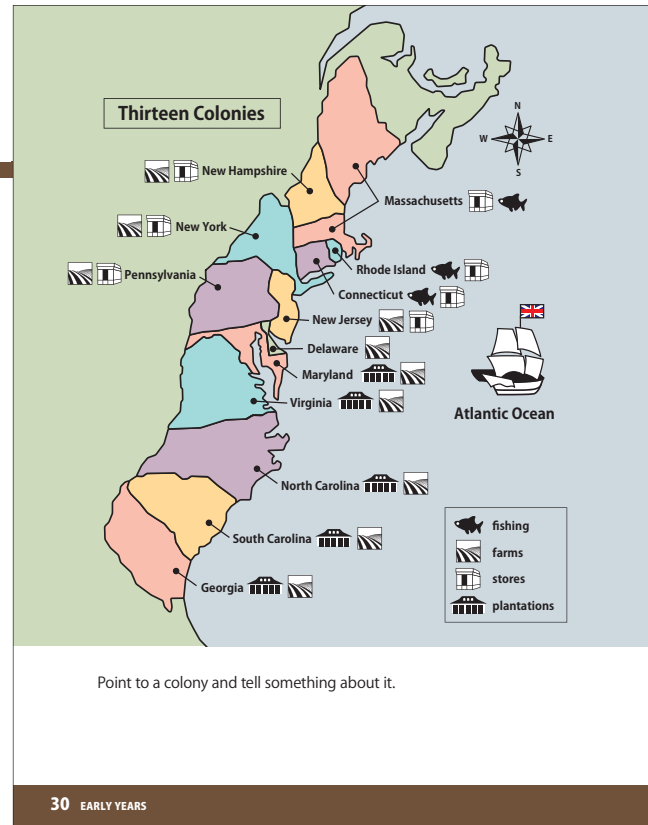 Thirteen Colonies
N
W E
S
New Hampshire
Massachusetts
New York
Rhode Island
Pennsylvania
Connecticut
New Jersey
Delaware
Maryland
Virginia
Atlantic Ocean
North Carolina
South Carolina
Georgia
fishing
farms
stores
plantations
Point to a colony and tell something about it.
30 EARLY YEARS